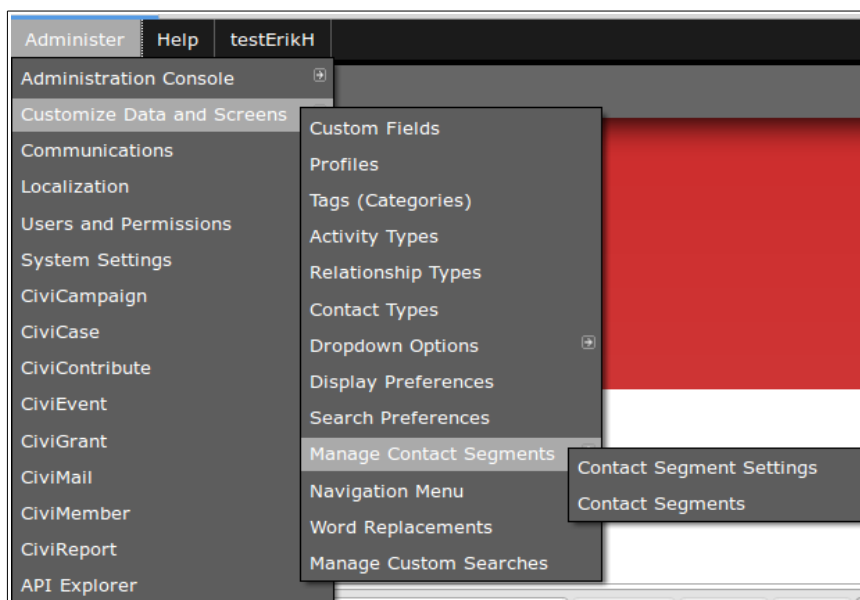 Administer
Help
testErikH
Administration Console
Customize Data and Screens
Communications
Localization
Users and Permissions
System Settings
CiviCampaign
CiviCase
CiviContribute
CiviEvent
CiviGrant
CiviMail
CiviMember
CiviReport
API Explorer
Custom Fields
Profiles
Tags (Categories)
Activity Types
Relationship Types
Contact Types
Dropdown Options
Display Preferences
Search Preferences
Manage Contact Segments
Navigation Menu
Word Replacements
Manage Custom Searches
Contact Segment Settings
Contact Segments